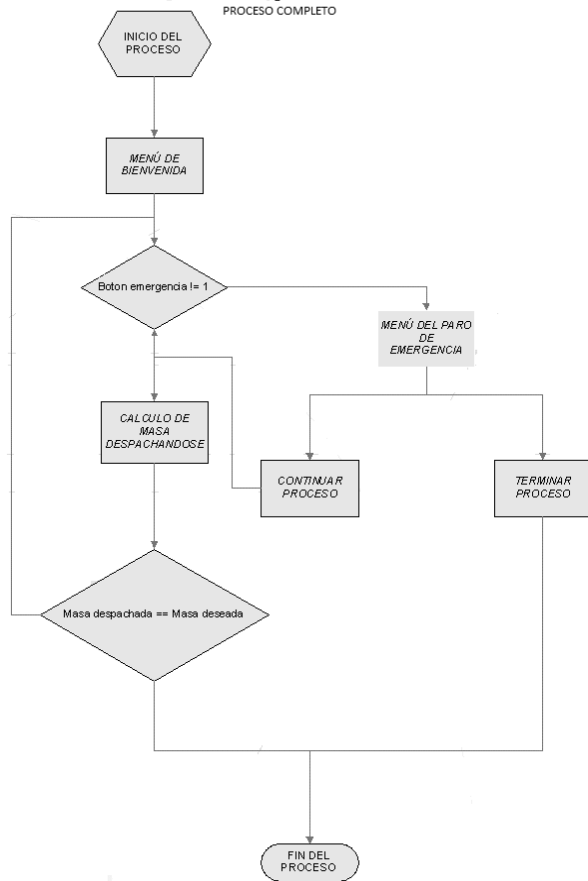 PROCESO COMPLETO
INICIO DEL
PROCESO
MENÚ DE
BIENVENIDA
Boton emergencia != 1
MENÚ DEL PARO
DE
EMERGENCIA
CALCULO DE
MASA
DESPACHANDOSE
CONTINUAR
PROCESO
TERMINAR
PROCESO
Masa despachada == Masa deseada
FIN DEL
PROCESO